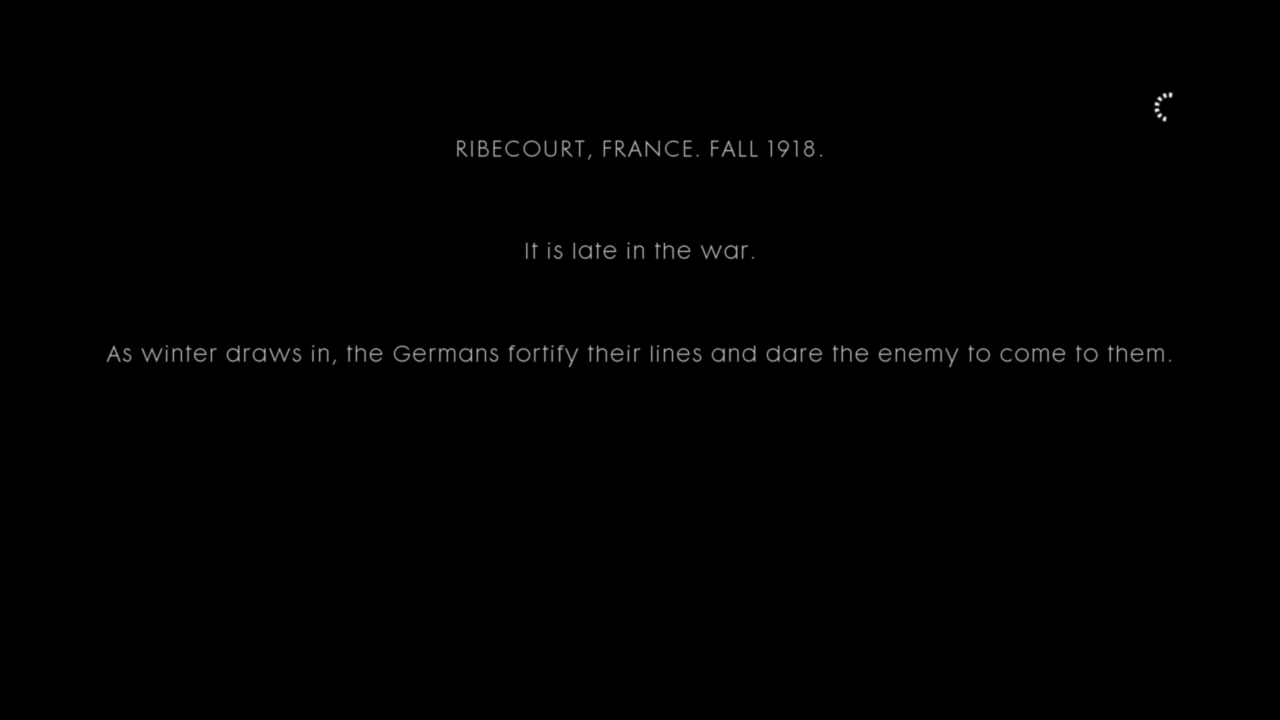 RIBECOURT, FRANCE. FALL 1918.
It is late in the war.
As winter draws in, the Germans fortify their lines and dare the enemy to come to them.